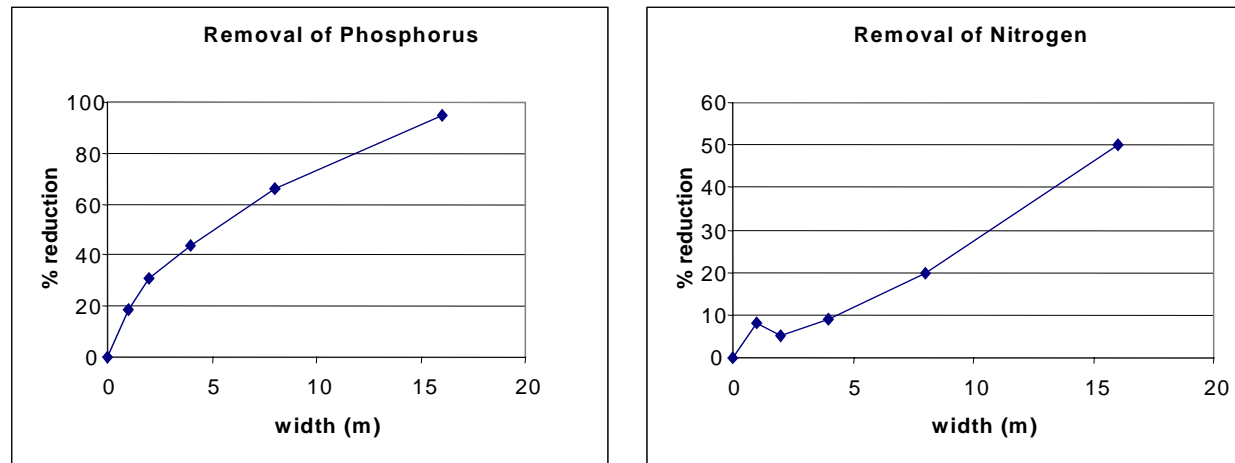 Removal of Phosphorus
% reduction
100
80
60
40
20
0
0 5 10 15 20
width (m)
Removal of Nitrogen
% reduction
60
50
40
30
20
10
0
0 5 10 15 20
width (m)